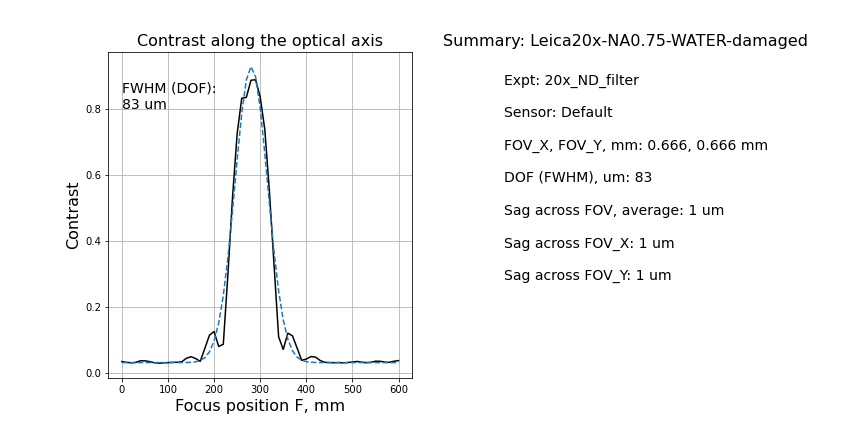 Contrast along the optical axis
FWHM (DOF):
83 um
0.8
0.6
0.4
0.2
0.0
Contrast
0 100 200 300 400 500 600
Focus position F, mm
Summary: Leica20x-NA0.75-WATER-damaged
Expt: 20x_ND_filter
Sensor: Default
FOV_X, FOV_Y, mm: 0.666, 0.666 mm
DOF (FWHM), um: 83
Sag across FOV, average: 1 um
Sag across FOV_X: 1 um
Sag across FOV_Y: 1 um